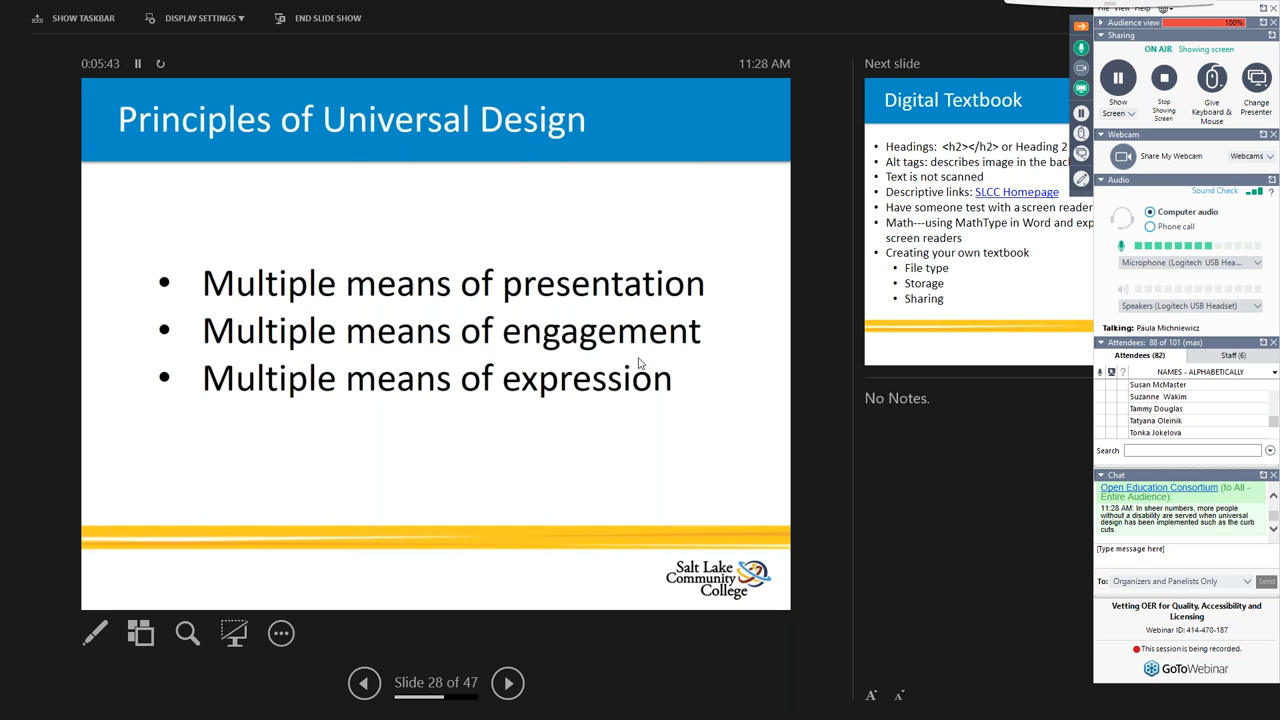 SHOW TASKBAR
DISPLAY SETTINGS ▾
END SLIDE SHOW
0:05:43
11:28 AM
Principles of Universal Design
• Multiple means of presentation
• Multiple means of engagement
• Multiple means of expression
Salt Lake
Community
College
Slide 28 of 47
Next slide
Digital Textbook
• Headings: <h2></h2> or Heading 2
• Alt tags: describes image in the
• Text is not scanned
• Descriptive links: SLCC Homepage
• Have someone test with a screen reader
• Math---using MathType in Word and
screen readers
• Creating your own textbook
• File type
• Storage
• Sharing
No Notes.
A
A
File View Help
Audience view
100%
Sharing
ON AIR Showing screen
Show
Screen
Stop
Showing
Screen
Give
Keyboard &
Mouse
Change
Presenter
Webcam
Share My Webcam
Webcams
Audio
Sound Check
?
Computer audio
Phone call
Microphone (Logitech USB Hea...
Speakers (Logitech USB Headset)
Talking: Paula Michniewicz
Attendees: 88 of 101 (max)
Attendees (82)
Staff (6)
? NAMES - ALPHABETICALLY
Susan McMaster
Suzanne Wakim
Tammy Douglas
Tatyana Oleinik
Tonka Jokelova
Search
Chat
Open Education Consortium (to All -
Entire Audience):
11:28 AM: In sheer numbers, more people
without a disability are served when universal
design has been implemented such as the curb
cuts.
[Type message here]
To: Organizers and Panelists Only
Send
Vetting OER for Quality, Accessibility and
Licensing
Webinar ID: 414-470-187
This session is being recorded.
GoToWebinar